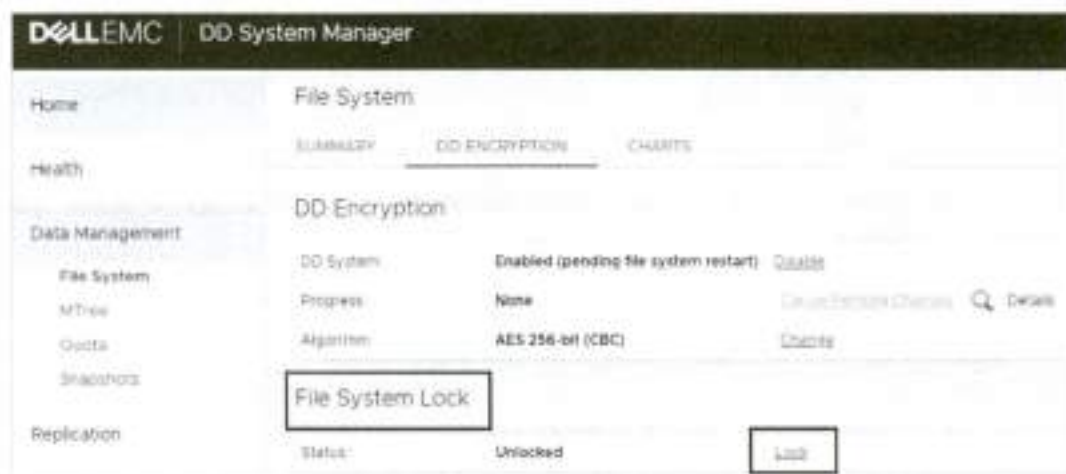 DELLEMC | DD System Manager
Home
Health
Data Management
File System
MTree
Quota
Snapshots
Replication
File System
SUMMARY DD ENCRYPTION CHARTS
DD Encryption
DD System: Enabled (pending file system restart) Disable
Progress: None Details
Algorithm: AES 256-bit (CBC) Change
File System Lock
Status: Unlocked Lock